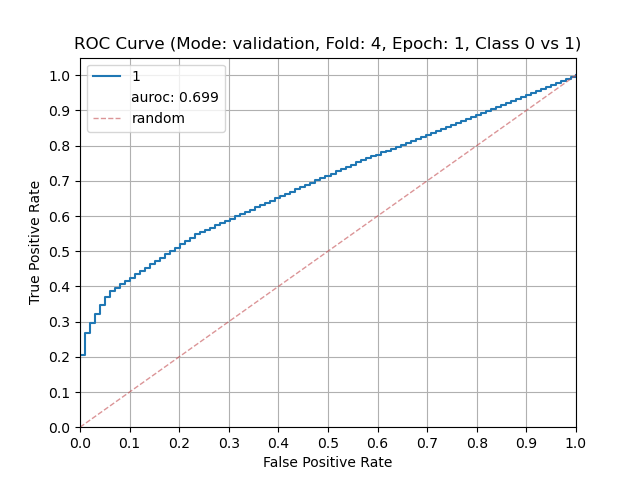 ROC Curve (Mode: validation, Fold: 4, Epoch: 1, Class 0 vs 1)
1
auroc: 0.699
random
True Positive Rate
1.0
0.9
0.8
0.7
0.6
0.5
0.4
0.3
0.2
0.1
0.0
0.0 0.1 0.2 0.3 0.4 0.5 0.6 0.7 0.8 0.9 1.0
False Positive Rate